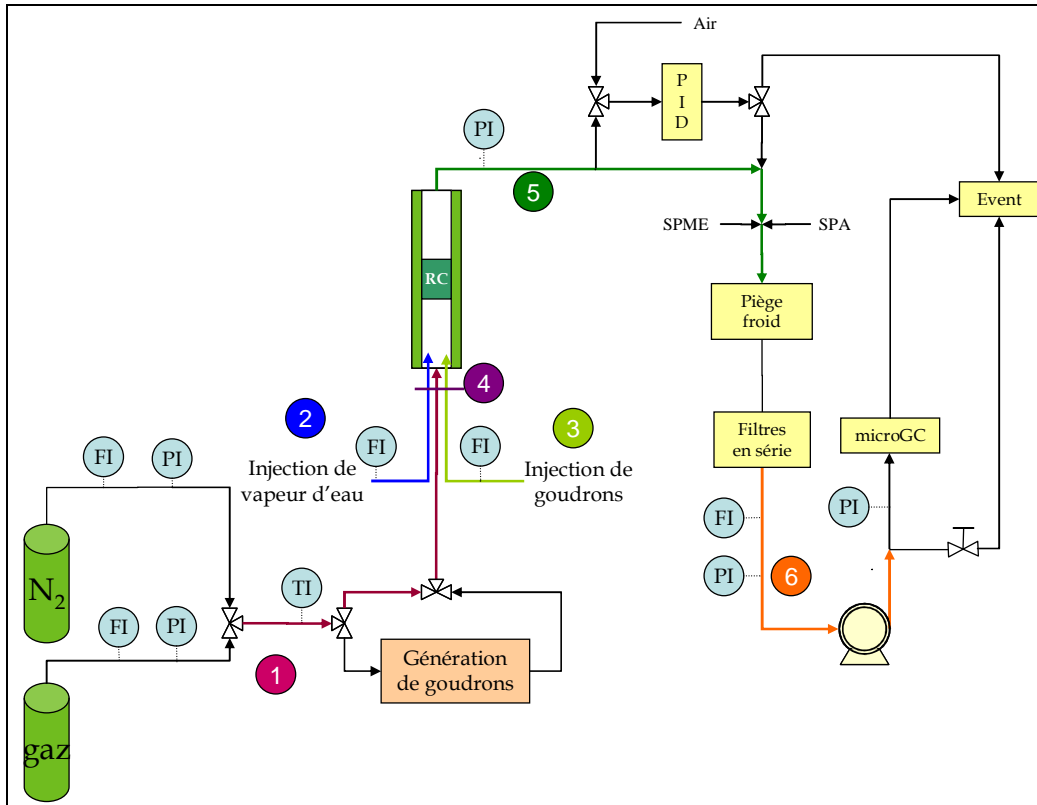 Air
P
I
D
PI
5
SPME
SPA
Event
RC
Piège
froid
4
2
3
FI
FI
Injection de
vapeur d'eau
Injection de
goudrons
Filtres
en série
microGC
FI
PI
N2
FI
PI
PI
FI
PI
TI
6
1
Génération
de goudrons
gaz